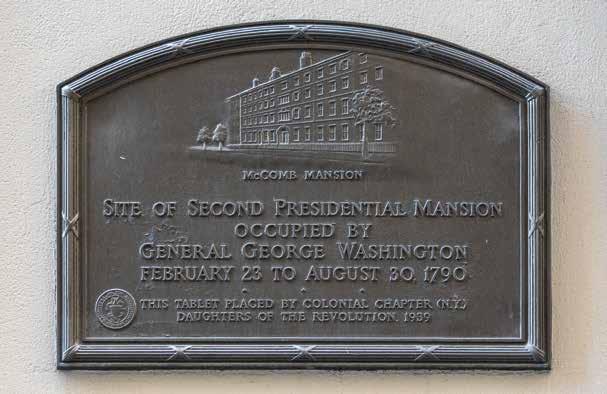 McCOMB MANSION
SITE OF SECOND PRESIDENTIAL MANSION
OCCUPIED BY
GENERAL GEORGE WASHINGTON
FEBRUARY 23 TO AUGUST 30, 1790
THIS TABLET PLACED BY COLONIAL CHAPTER (N.Y.)
DAUGHTERS OF THE REVOLUTION, 1939